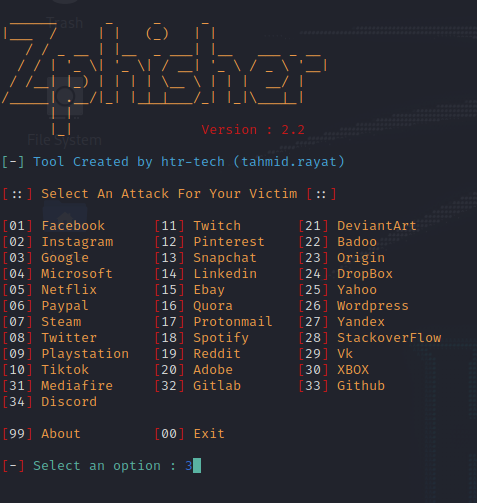 Trash
File System
Version : 2.2
[-] Tool Created by htr-tech (tahmid.rayat)
[::] Select An Attack For Your Victim [::]
[01] Facebook [11] Twitch [21] DeviantArt
[02] Instagram [12] Pinterest [22] Badoo
[03] Google [13] Snapchat [23] Origin
[04] Microsoft [14] Linkedin [24] DropBox
[05] Netflix [15] Ebay [25] Yahoo
[06] Paypal [16] Quora [26] Wordpress
[07] Steam [17] Protonmail [27] Yandex
[08] Twitter [18] Spotify [28] StackoverFlow
[09] Playstation [19] Reddit [29] Vk
[10] Tiktok [20] Adobe [30] XBOX
[31] Mediafire [32] Gitlab [33] Github
[34] Discord
[99] About [00] Exit
[-] Select an option : 3